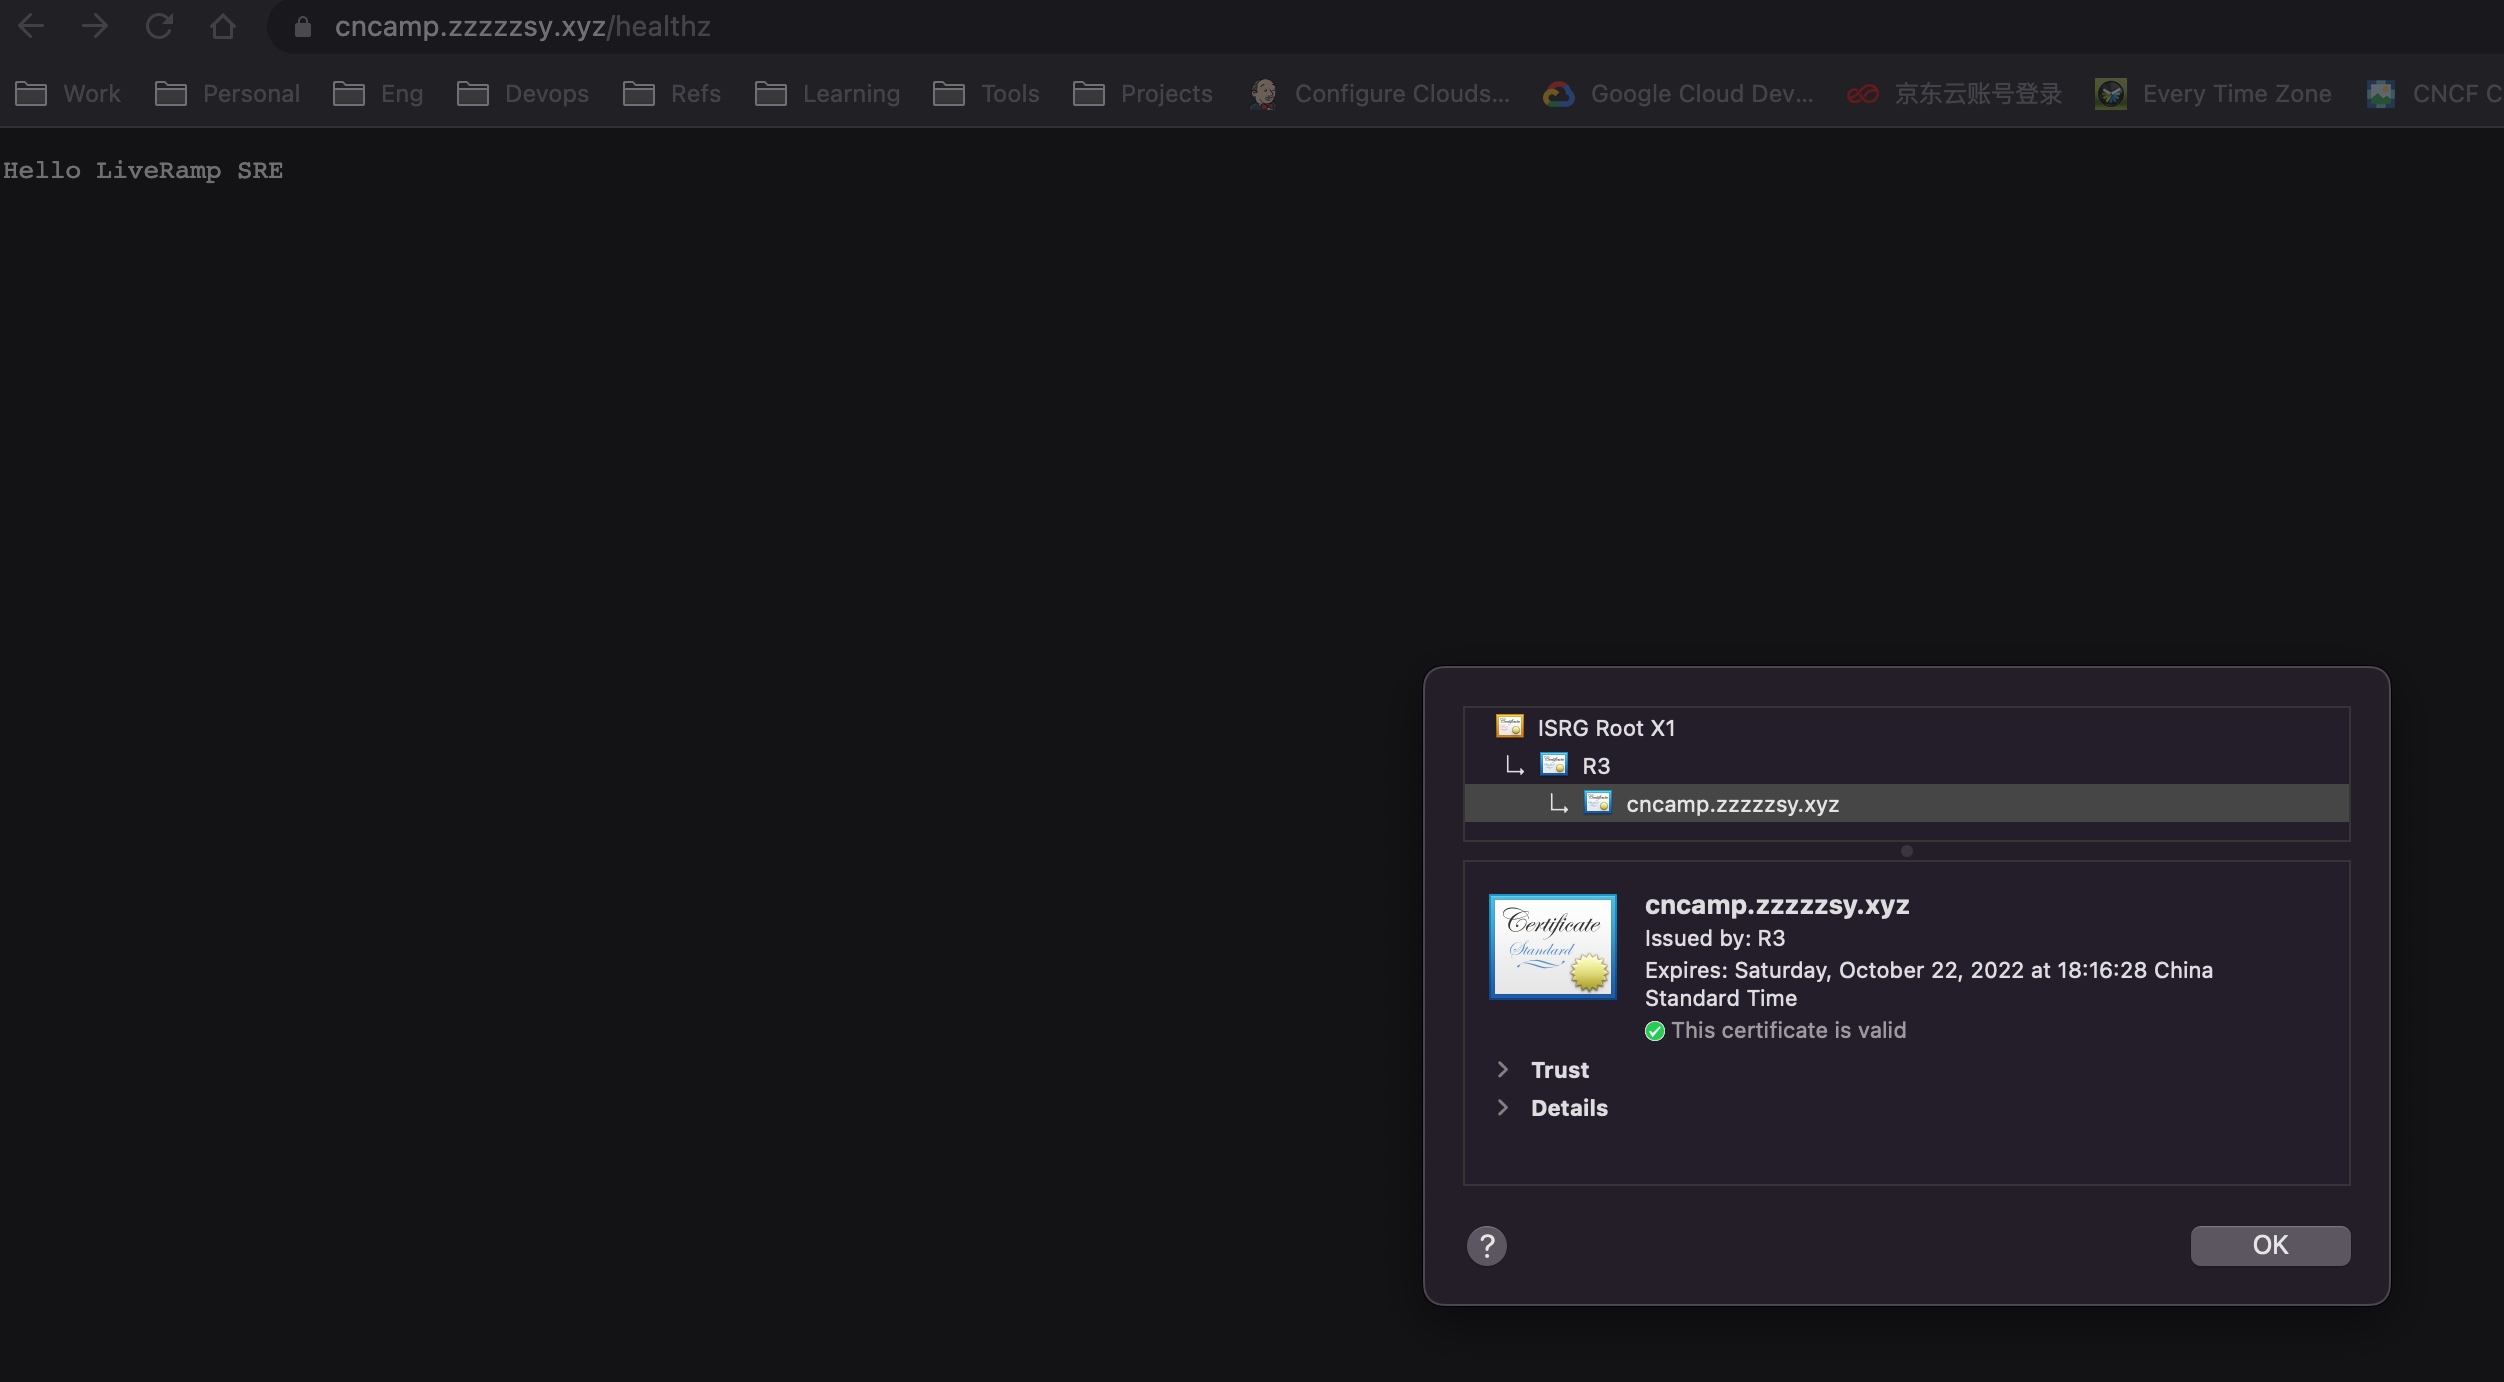 cncamp.zzzzzsy.xyz/healthz
Work Personal Eng Devops Refs Learning Tools Projects Configure Clouds... Google Cloud Dev... 京东云账号登录 Every Time Zone CNCF C
Hello LiveRamp SRE
ISRG Root X1
R3
cncamp.zzzzzsy.xyz
Certificate
Standard
cncamp.zzzzzsy.xyz
Issued by: R3
Expires: Saturday, October 22, 2022 at 18:16:28 China
Standard Time
This certificate is valid
Trust
Details
?
OK